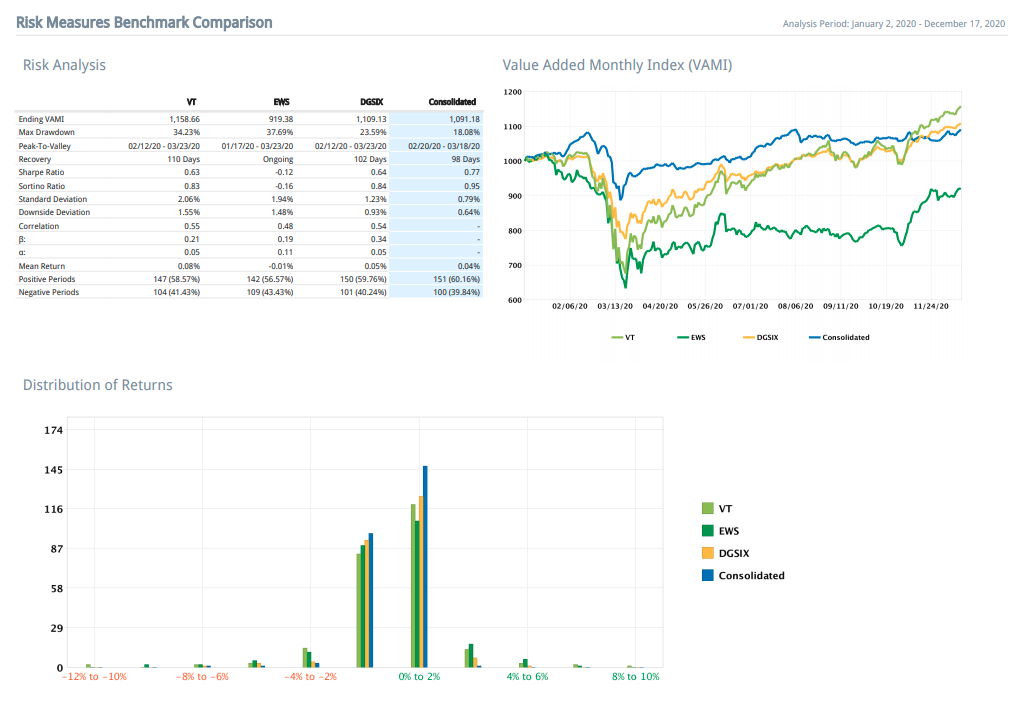 Risk Measures Benchmark Comparison
Analysis Period: January 2, 2020 - December 17, 2020
Risk Analysis
VT EWS DGSIX Consolidated
Ending VAMI 1,158.66 919.38 1,109.13 1,091.18
Max Drawdown 34.23% 37.69% 23.59% 18.08%
Peak-To-Valley 02/12/20 - 03/23/20 01/17/20 - 03/23/20 02/12/20 - 03/23/20 02/20/20 - 03/18/20
Recovery 110 Days Ongoing 102 Days 98 Days
Sharpe Ratio 0.63 -0.12 0.64 0.77
Sortino Ratio 0.83 -0.16 0.84 0.95
Standard Deviation 2.06% 1.94% 1.23% 0.79%
Downside Deviation 1.55% 1.48% 0.93% 0.64%
Correlation 0.55 0.48 0.54 -
β: 0.21 0.19 0.34 -
α: 0.05 0.11 0.05 -
Mean Return 0.08% -0.01% 0.05% 0.04%
Positive Periods 147 (58.57%) 142 (56.57%) 150 (59.76%) 151 (60.16%)
Negative Periods 104 (41.43%) 109 (43.43%) 101 (40.24%) 100 (39.84%)
Value Added Monthly Index (VAMI)
1200
1100
1000
900
800
700
600
02/06/20 03/13/20 04/20/20 05/26/20 07/01/20 08/06/20 09/11/20 10/19/20 11/24/20
VT EWS DGSIX Consolidated
Distribution of Returns
174
145
116
87
58
29
0
−12% to −10% −8% to −6% −4% to −2% 0% to 2% 4% to 6% 8% to 10%
VT
EWS
DGSIX
Consolidated